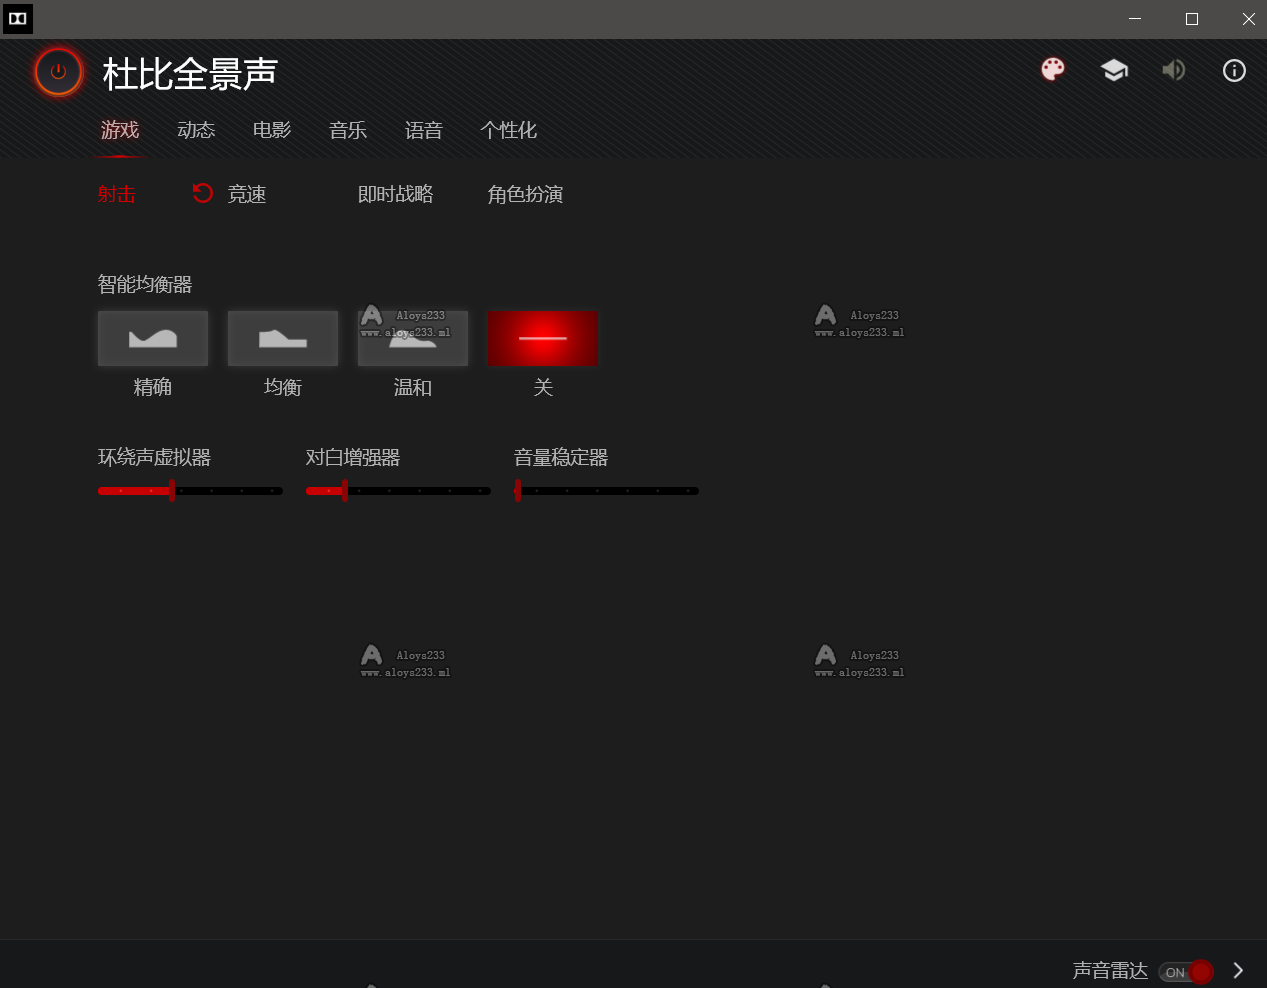 杜比全景声
游戏 动态 电影 音乐 语音 个性化
射击 竞速 即时战略 角色扮演
智能均衡器
Aloys233 Aloys233
www.aloys233.ml www.aloys233.ml
精确 均衡 温和 关
环绕声虚拟器 对白增强器 音量稳定器
Aloys233 Aloys233
www.aloys233.ml www.aloys233.ml
声音雷达 ON